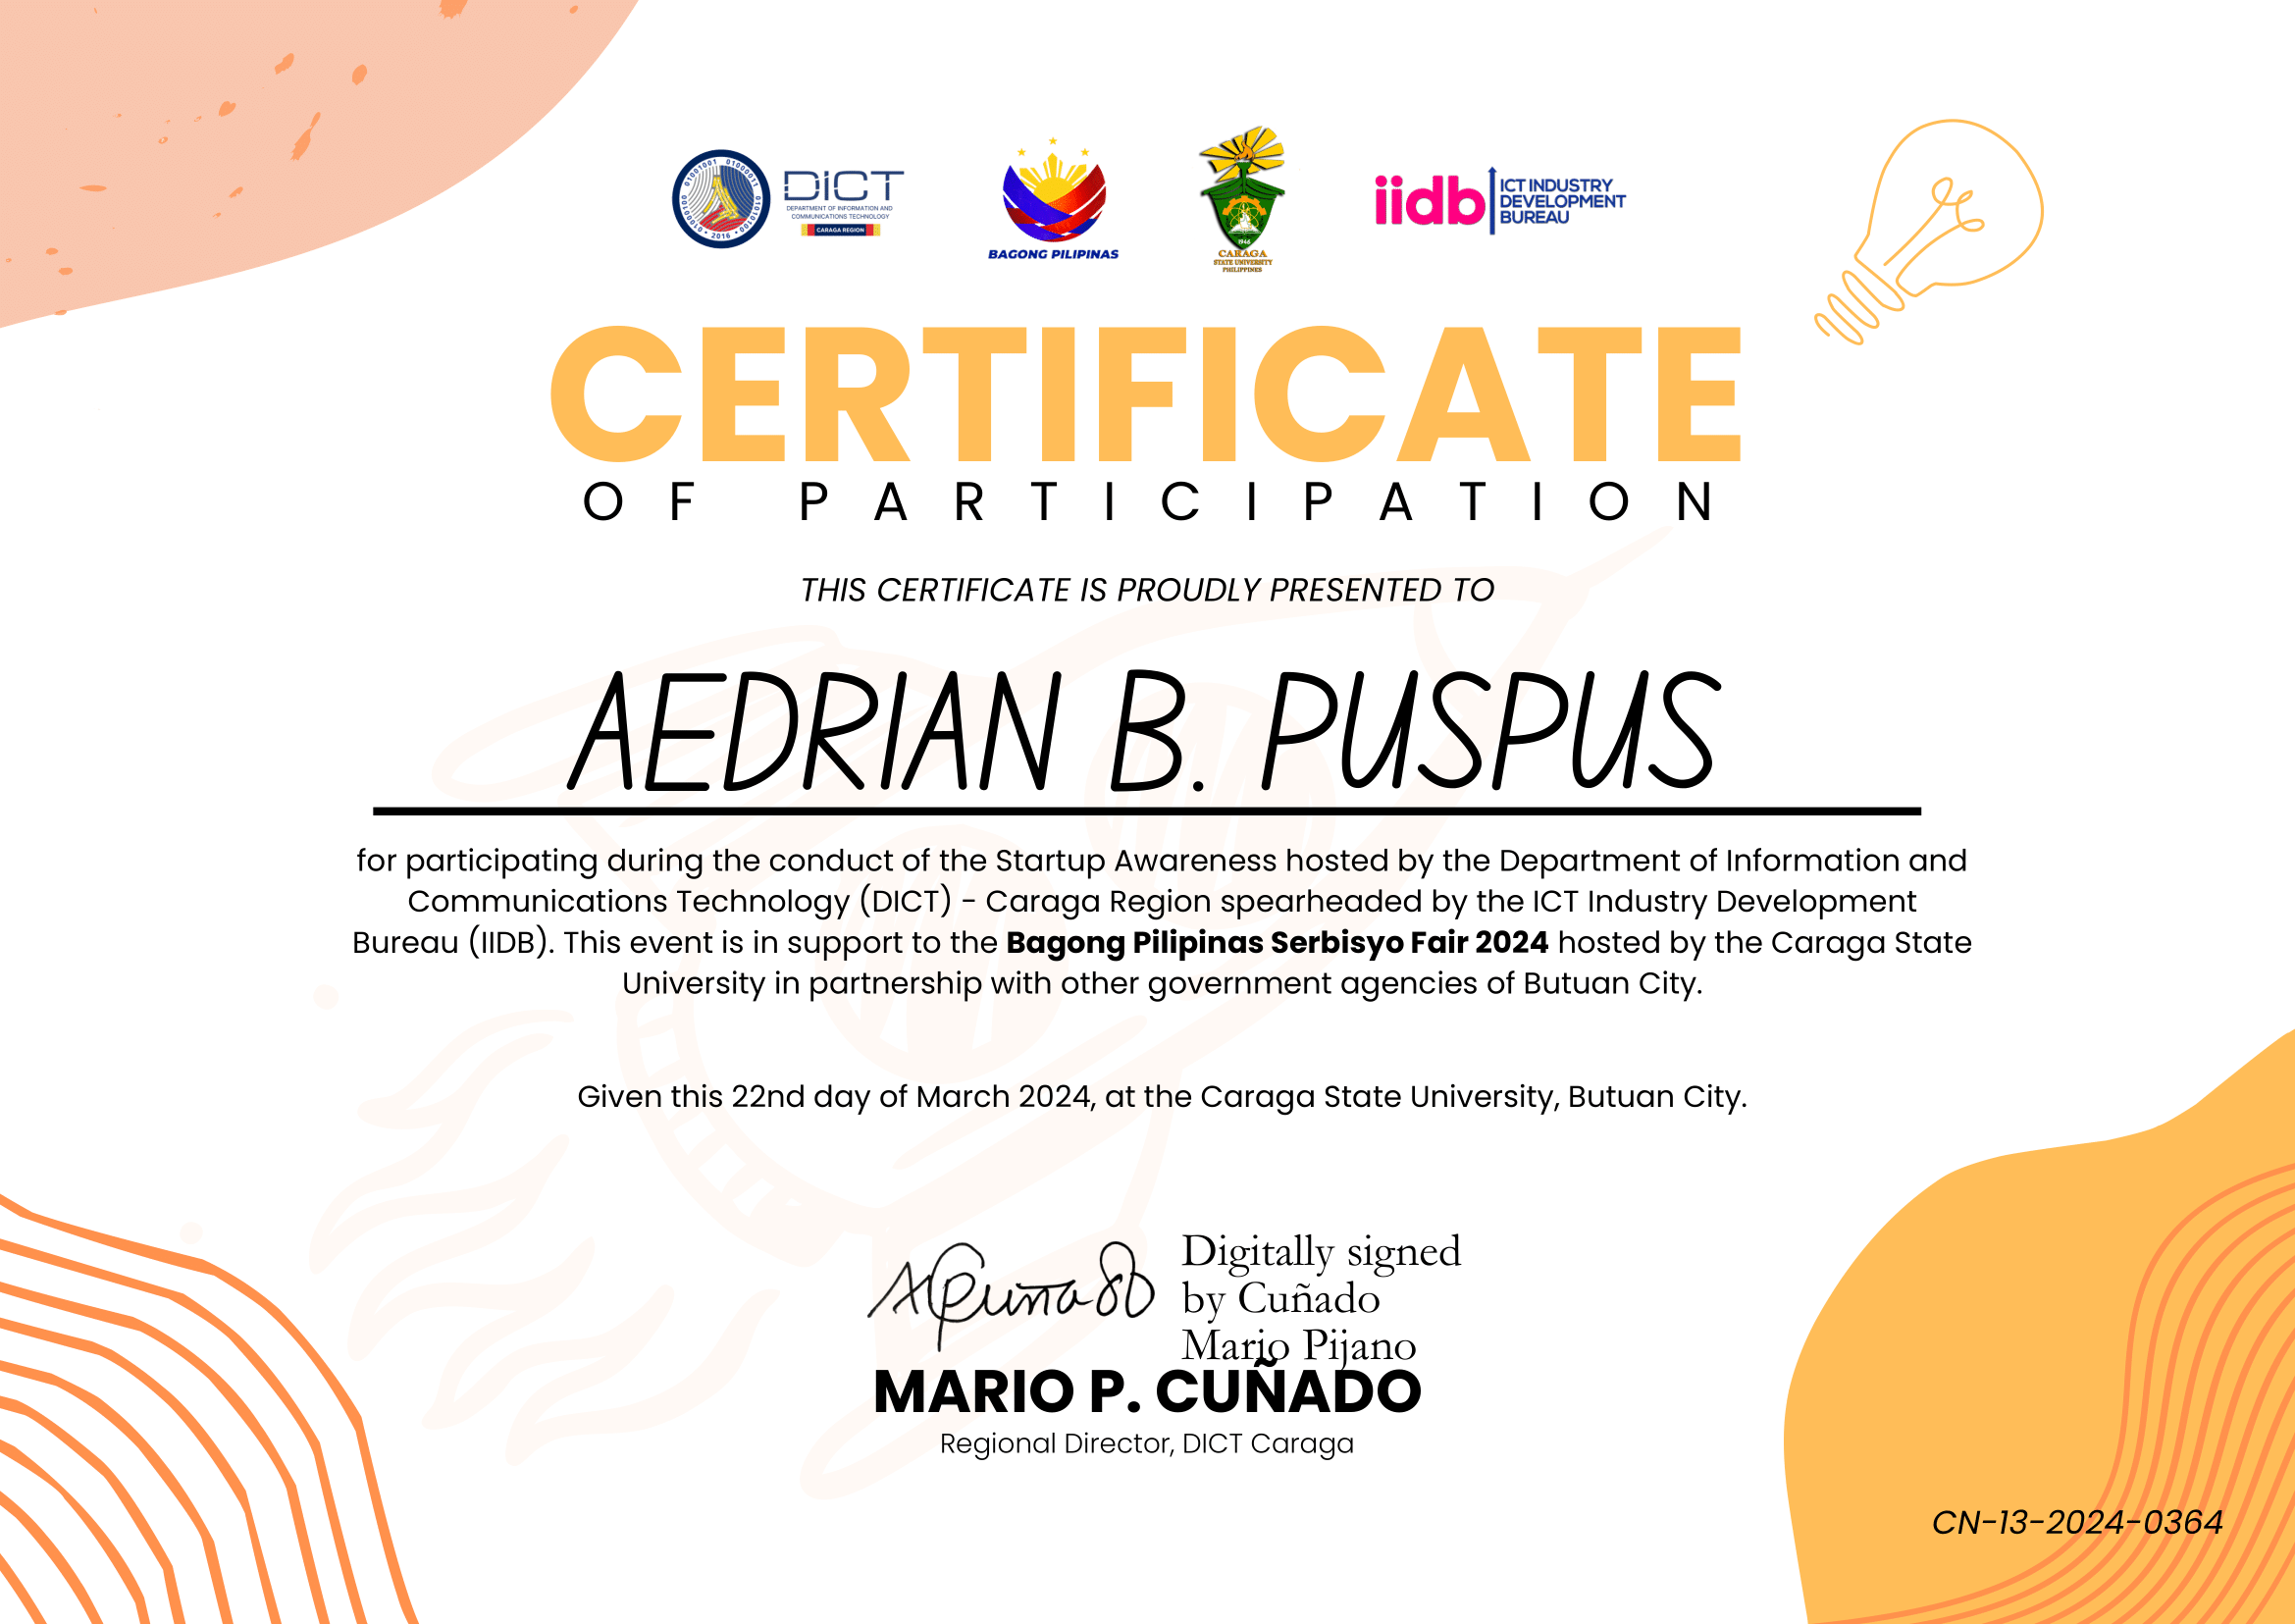 DICT
DEPARTMENT OF INFORMATION AND
COMMUNICATIONS TECHNOLOGY
CARAGA REGION
2016
BAGONG PILIPINAS
1946
CARAGA
STATE UNIVERSITY
PHILIPPINES
iidb
ICT INDUSTRY
DEVELOPMENT
BUREAU
CERTIFICATE
OF PARTICIPATION
THIS CERTIFICATE IS PROUDLY PRESENTED TO
AEDRIAN B. PUSPUS
for participating during the conduct of the Startup Awareness hosted by the Department of Information and
Communications Technology (DICT) - Caraga Region spearheaded by the ICT Industry Development
Bureau (IIDB). This event is in support to the Bagong Pilipinas Serbisyo Fair 2024 hosted by the Caraga State
University in partnership with other government agencies of Butuan City.
Given this 22nd day of March 2024, at the Caraga State University, Butuan City.
Digitally signed
by Cuñado
Mario Pijano
MARIO P. CUÑADO
Regional Director, DICT Caraga
CN-13-2024-0364